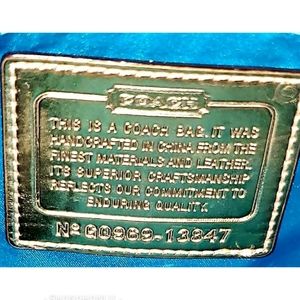 COACH
THIS IS A COACH BAG. IT WAS
HANDCRAFTED IN CHINA FROM THE
FINEST MATERIALS AND LEATHER.
ITS SUPERIOR CRAFTSMANSHIP
REFLECTS OUR COMMITMENT TO
ENDURING QUALITY.
Nº G0969-13847